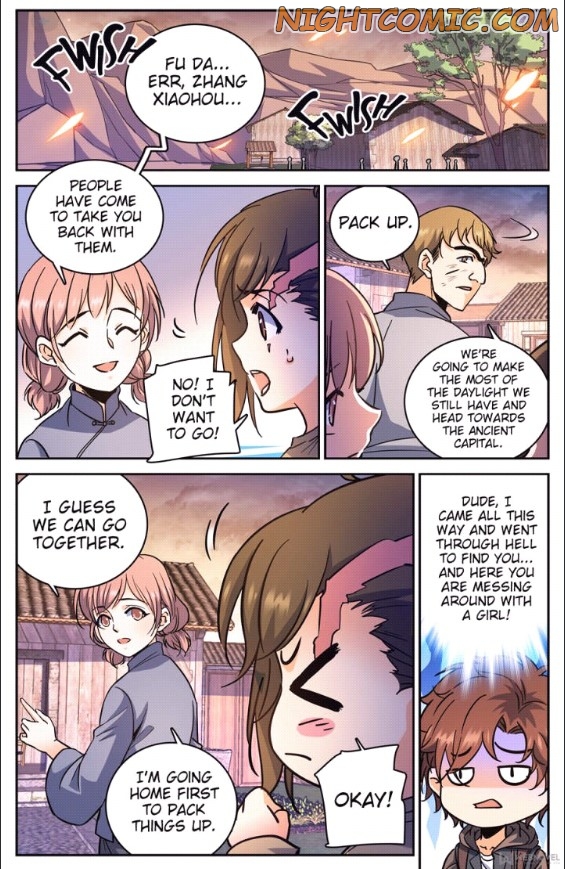 NIGHTCOMIC.COM
FWISH
FU DA...
ERR, ZHANG
XIAOHOU...
FWISH
PEOPLE
HAVE COME
TO TAKE YOU
BACK WITH
THEM.
NO! I
DON'T
WANT
TO GO!
PACK UP.
WE'RE
GOING TO MAKE
THE MOST OF
THE DAYLIGHT WE
STILL HAVE AND
HEAD TOWARDS
THE ANCIENT
CAPITAL.
I GUESS
WE CAN GO
TOGETHER.
I'M GOING
HOME FIRST
TO PACK
THINGS UP.
OKAY!
DUDE, I
CAME ALL THIS
WAY AND WENT
THROUGH HELL
TO FIND YOU...
AND HERE YOU
ARE MESSING
AROUND WITH
A GIRL!